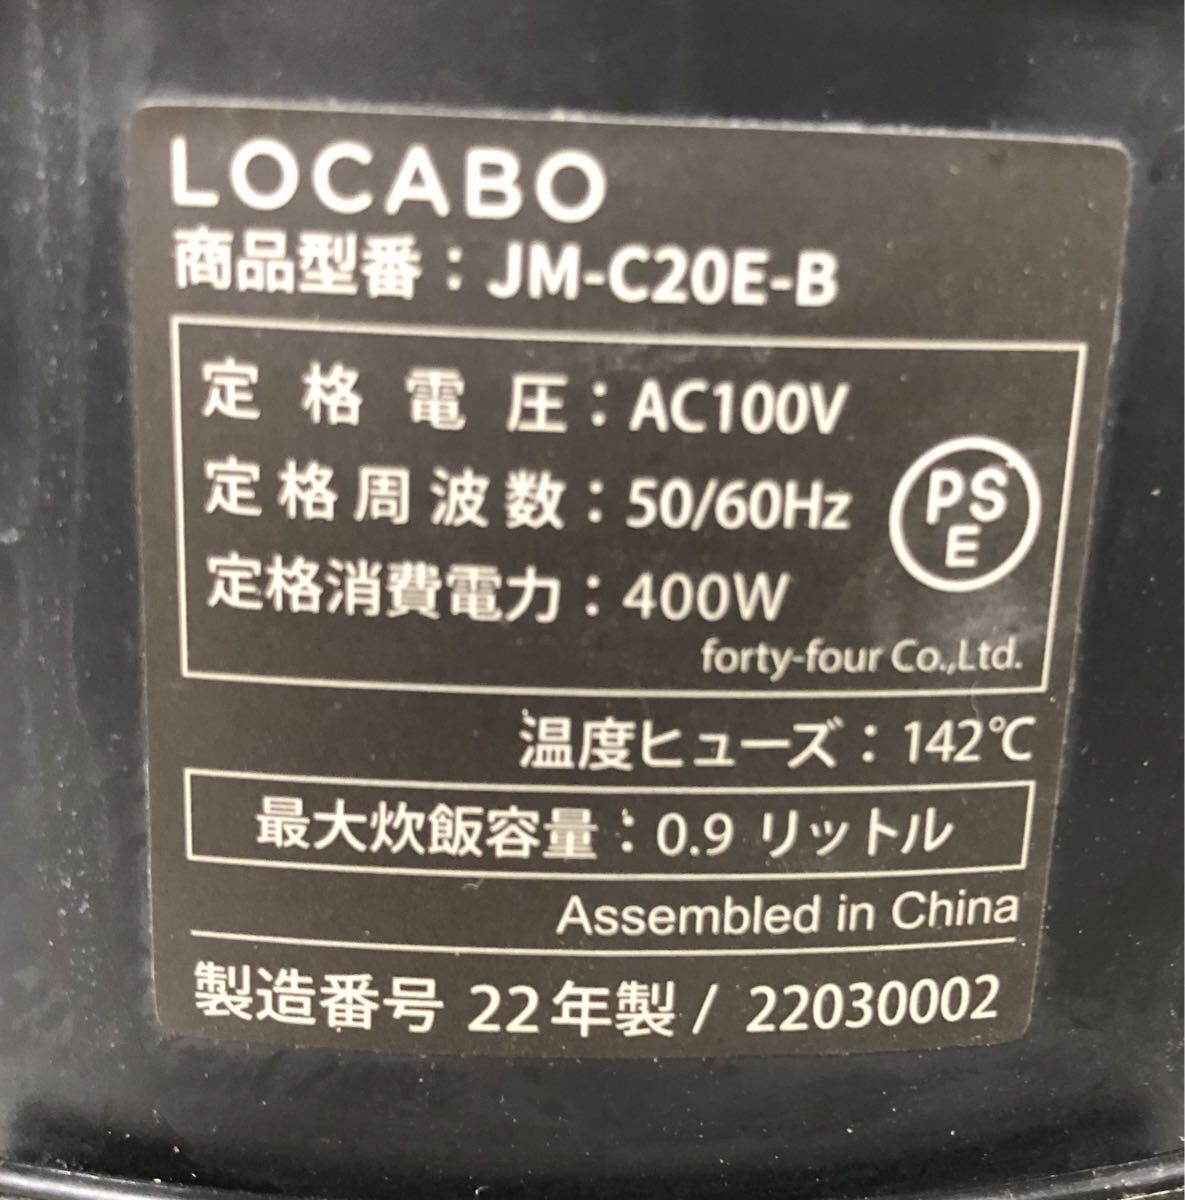 LOCABO
商品型番：JM-C20E-B
定格電圧：AC100V
定格周波数：50/60Hz
PS
E
定格消費電力：400W
forty-four Co.,Ltd.
温度ヒューズ：142℃
最大炊飯容量：0.9 リットル
Assembled in China
製造番号 22年製 / 22030002